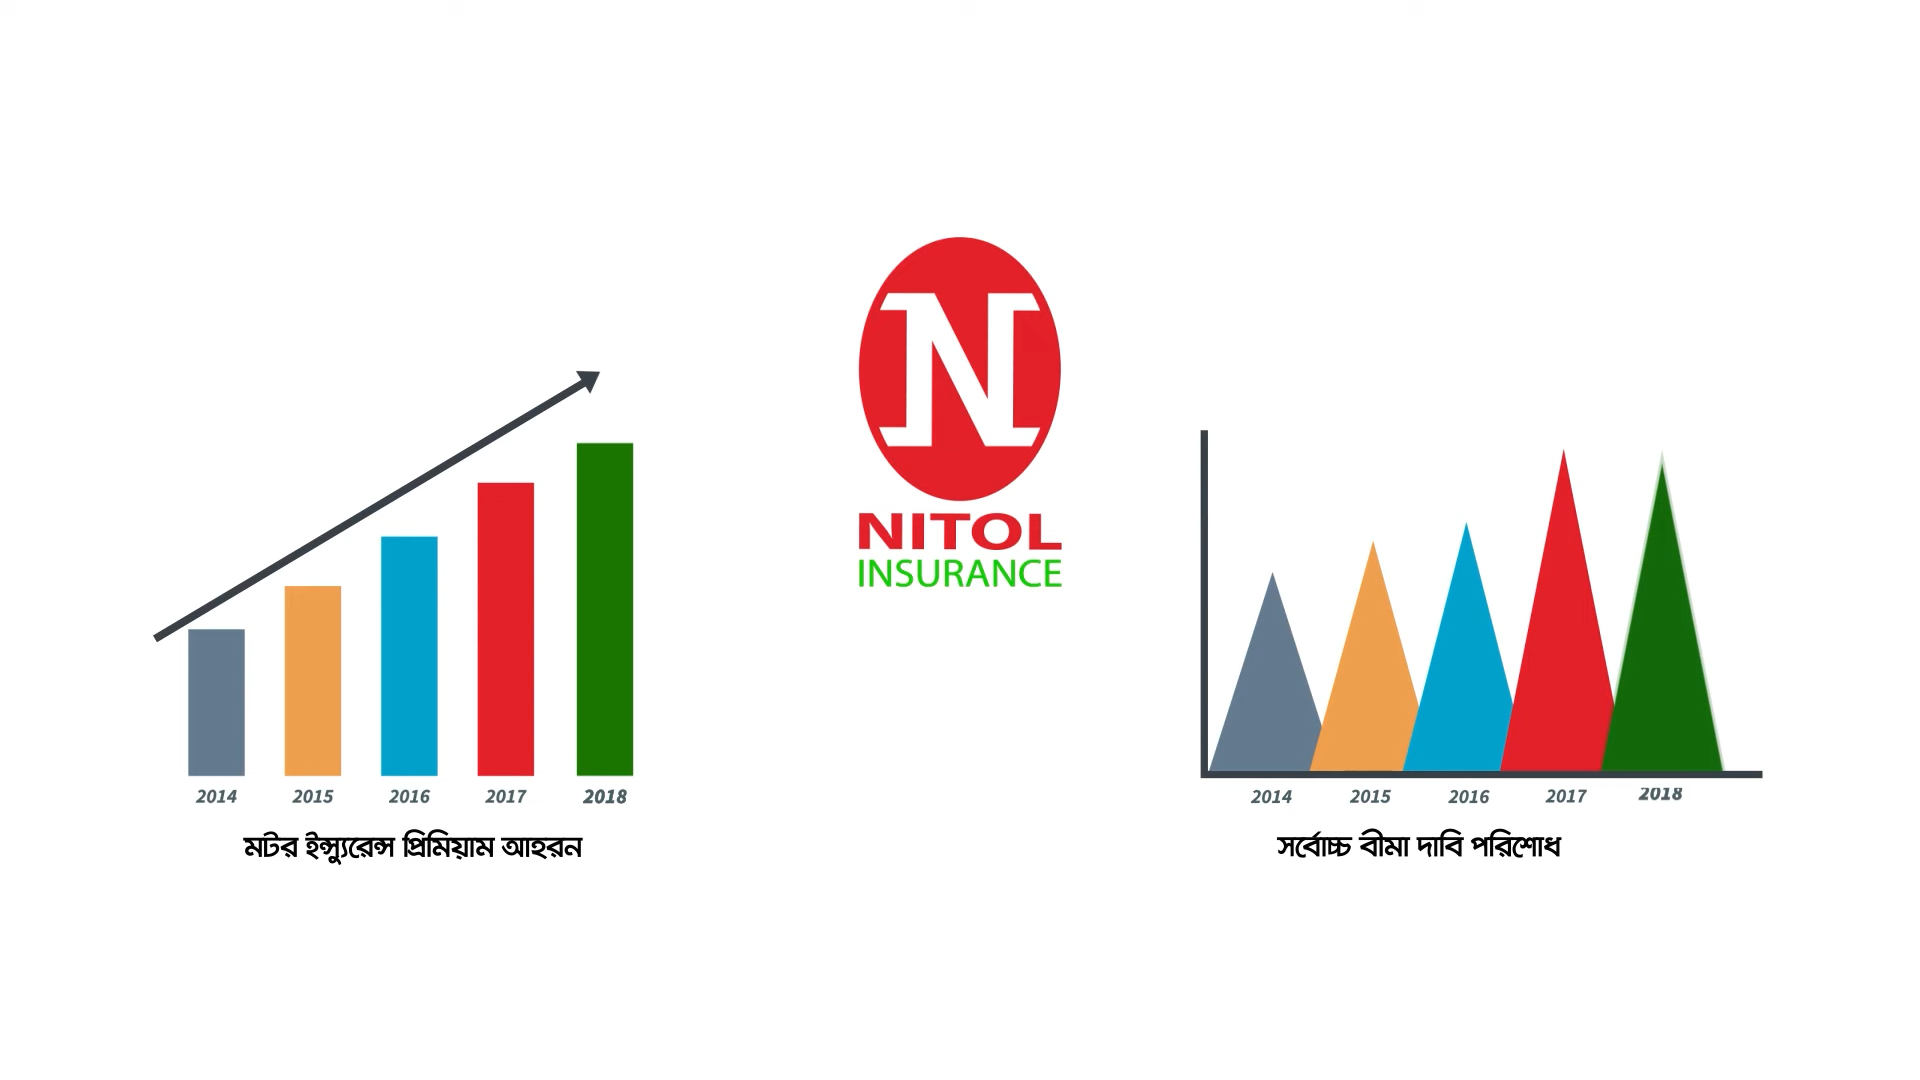 N
NITOL
INSURANCE
2014 2015 2016 2017 2018
মটর ইন্স্যুরেন্স প্রিমিয়াম আহরন
2014 2015 2016 2017 2018
সর্বোচ্চ বীমা দাবি পরিশোধ